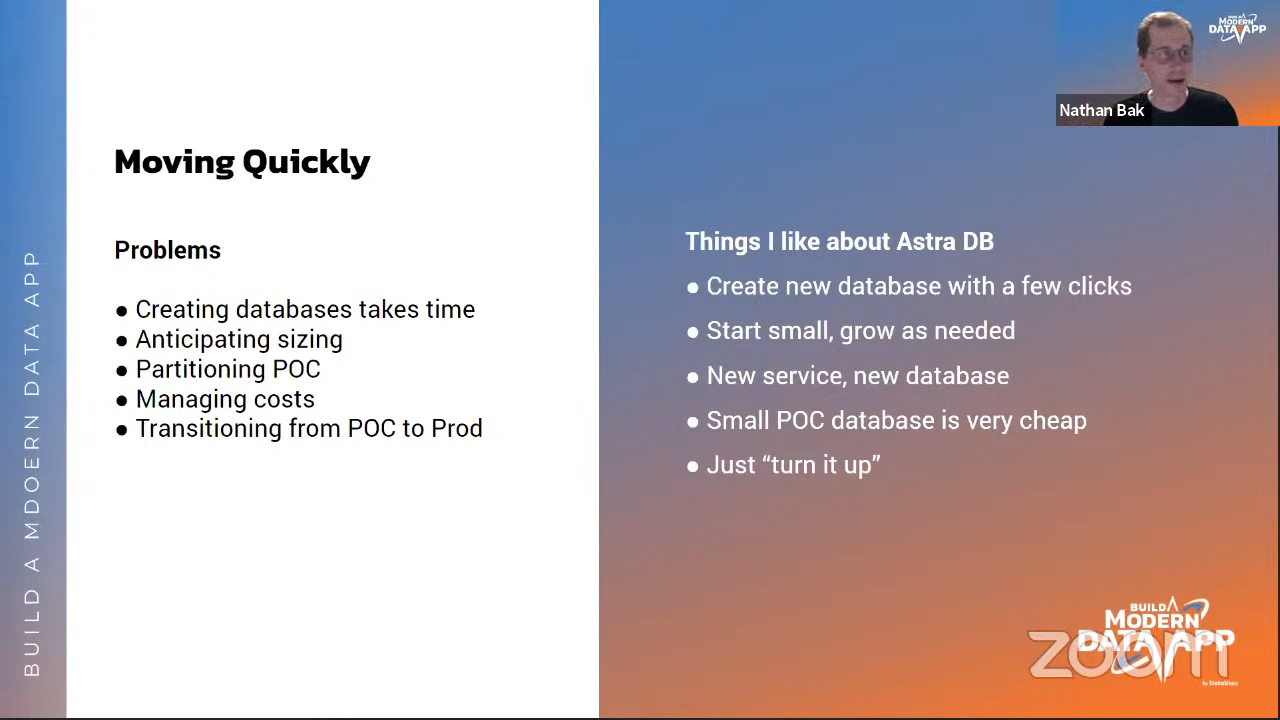 BUILD A MDOERN DATA APP
Moving Quickly
Problems
● Creating databases takes time
● Anticipating sizing
● Partitioning POC
● Managing costs
● Transitioning from POC to Prod
Things I like about Astra DB
● Create new database with a few clicks
● Start small, grow as needed
● New service, new database
● Small POC database is very cheap
● Just “turn it up”
BUILD A
MODERN
DATA APP
Nathan Bak
BUILD A
MODERN
DATA APP
By DataStax
zoom